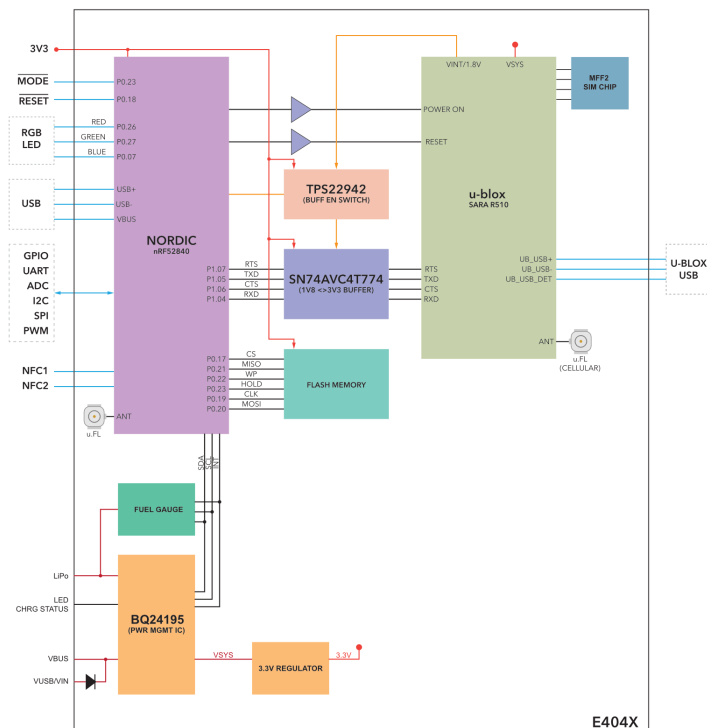 3V3
MODE
RESET
RGB
LED
RED
GREEN
BLUE
USB
GPIO
UART
ADC
I2C
SPI
PWM
NFC1
NFC2
P0.23
P0.18
P0.26
P0.27
P0.07
USB+
USB-
VBUS
NORDIC
nRF52840
P1.07
P1.05
P1.06
P1.04
P0.17
P0.21
P0.22
P0.23
P0.19
P0.20
ANT
u.FL
RTS
TXD
CTS
RXD
CS
MISO
WP
HOLD
CLK
MOSI
SDA
SCL
INT
TPS22942
(BUFF EN SWITCH)
SN74AVC4T774
(1V8 <>3V3 BUFFER)
FLASH MEMORY
VINT/1.8V
VSYS
POWER ON
RESET
u-blox
SARA R510
RTS
TXD
CTS
RXD
UB_USB+
UB_USB-
UB_USB_DET
ANT
MFF2
SIM CHIP
U-BLOX
USB
u.FL
(CELLULAR)
FUEL GAUGE
LiPo
LED
CHRG STATUS
VBUS
VUSB/VIN
BQ24195
(PWR MGMT IC)
VSYS
3.3V REGULATOR
3.3V
E404X